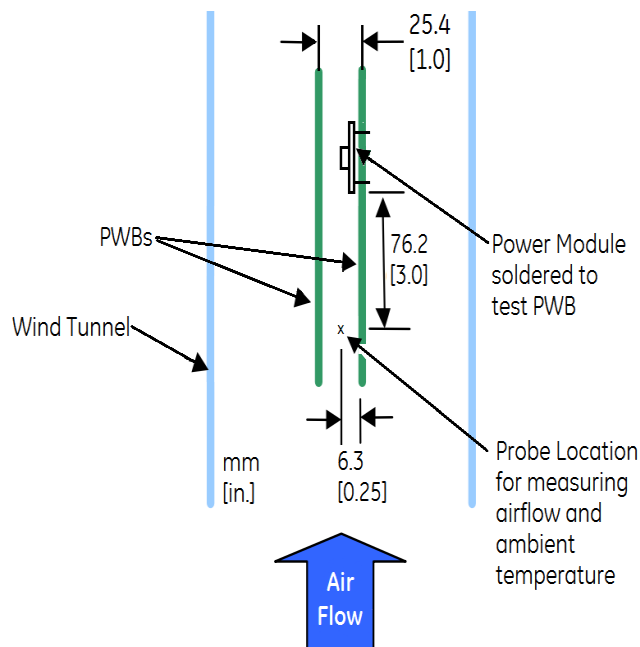 25.4
[1.0]
PWBs
76.2
[3.0]
Power Module
soldered to
test PWB
Wind Tunnel
x
mm
[in.]
6.3
[0.25]
Probe Location
for measuring
airflow and
ambient
temperature
Air
Flow